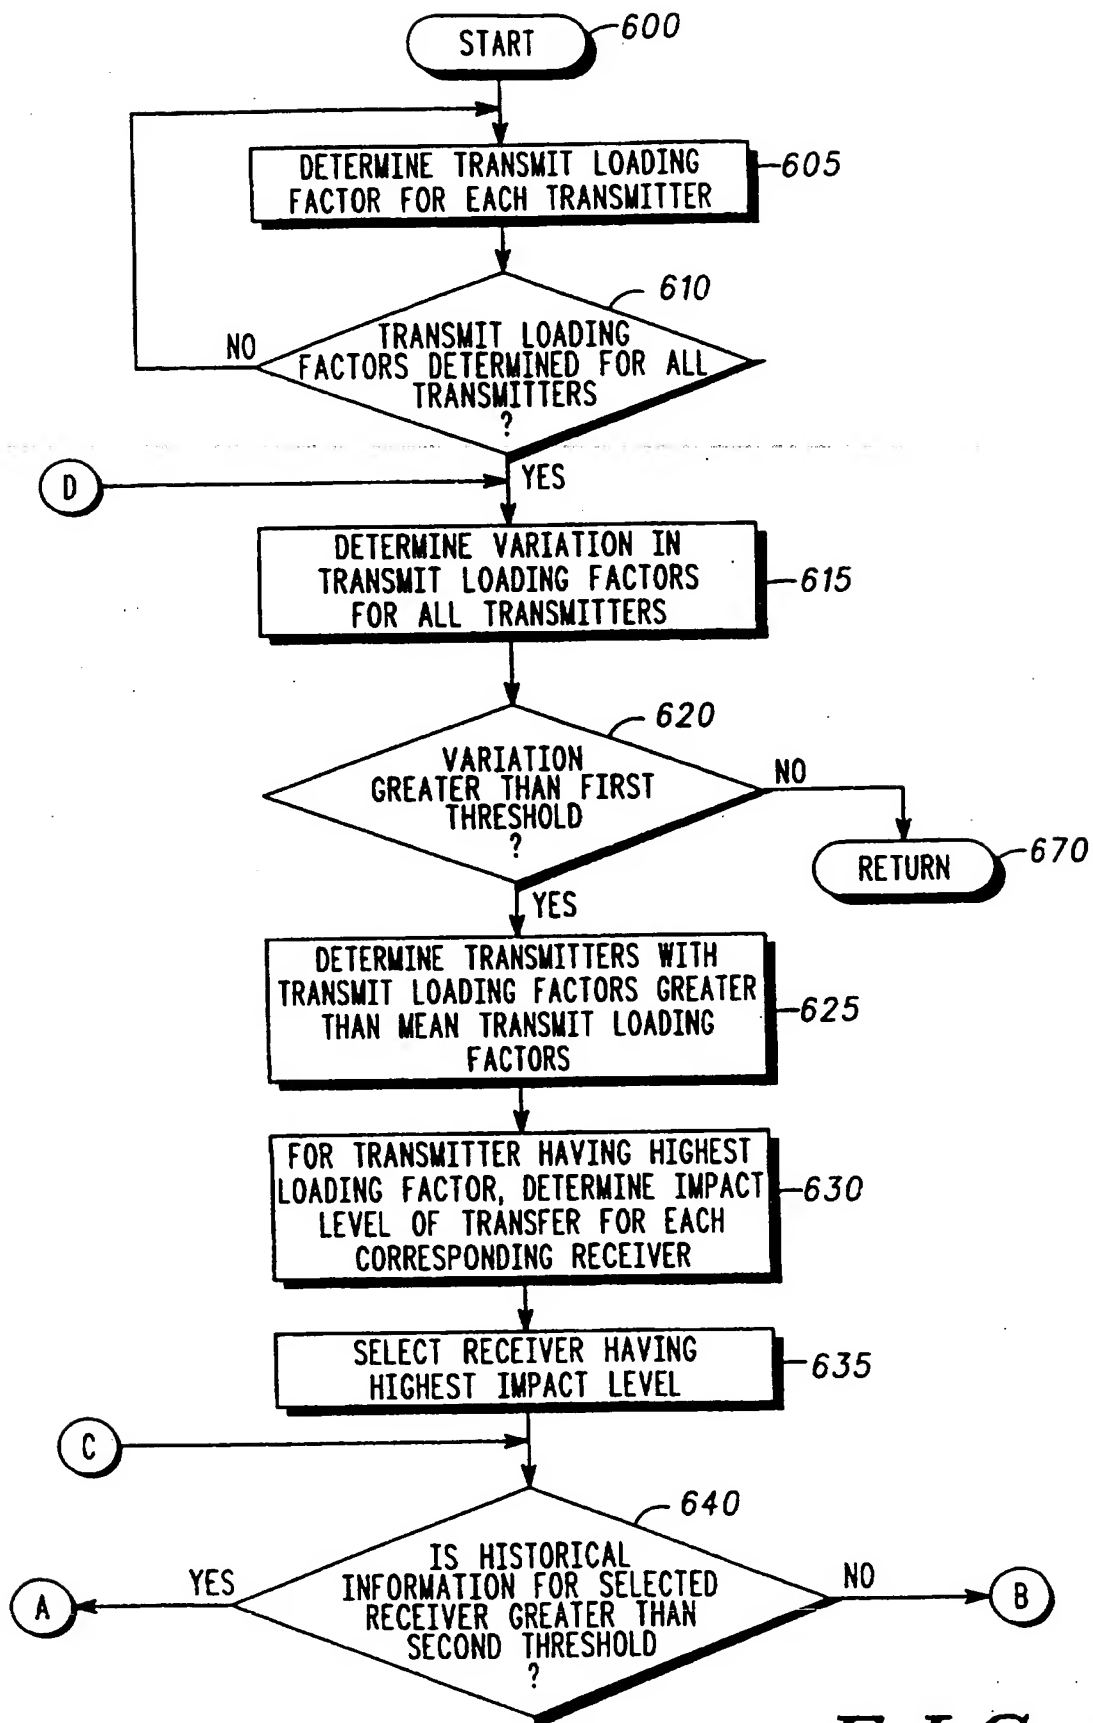 START
600
DETERMINE TRANSMIT LOADING
FACTOR FOR EACH TRANSMITTER
605
610
TRANSMIT LOADING
FACTORS DETERMINED FOR ALL
TRANSMITTERS
?
NO
D
YES
DETERMINE VARIATION IN
TRANSMIT LOADING FACTORS
FOR ALL TRANSMITTERS
615
620
VARIATION
GREATER THAN FIRST
THRESHOLD
?
NO
RETURN
670
YES
DETERMINE TRANSMITTERS WITH
TRANSMIT LOADING FACTORS GREATER
THAN MEAN TRANSMIT LOADING
FACTORS
625
FOR TRANSMITTER HAVING HIGHEST
LOADING FACTOR, DETERMINE IMPACT
LEVEL OF TRANSFER FOR EACH
CORRESPONDING RECEIVER
630
SELECT RECEIVER HAVING
HIGHEST IMPACT LEVEL
635
C
640
IS HISTORICAL
INFORMATION FOR SELECTED
RECEIVER GREATER THAN
SECOND THRESHOLD
?
YES
A
NO
B